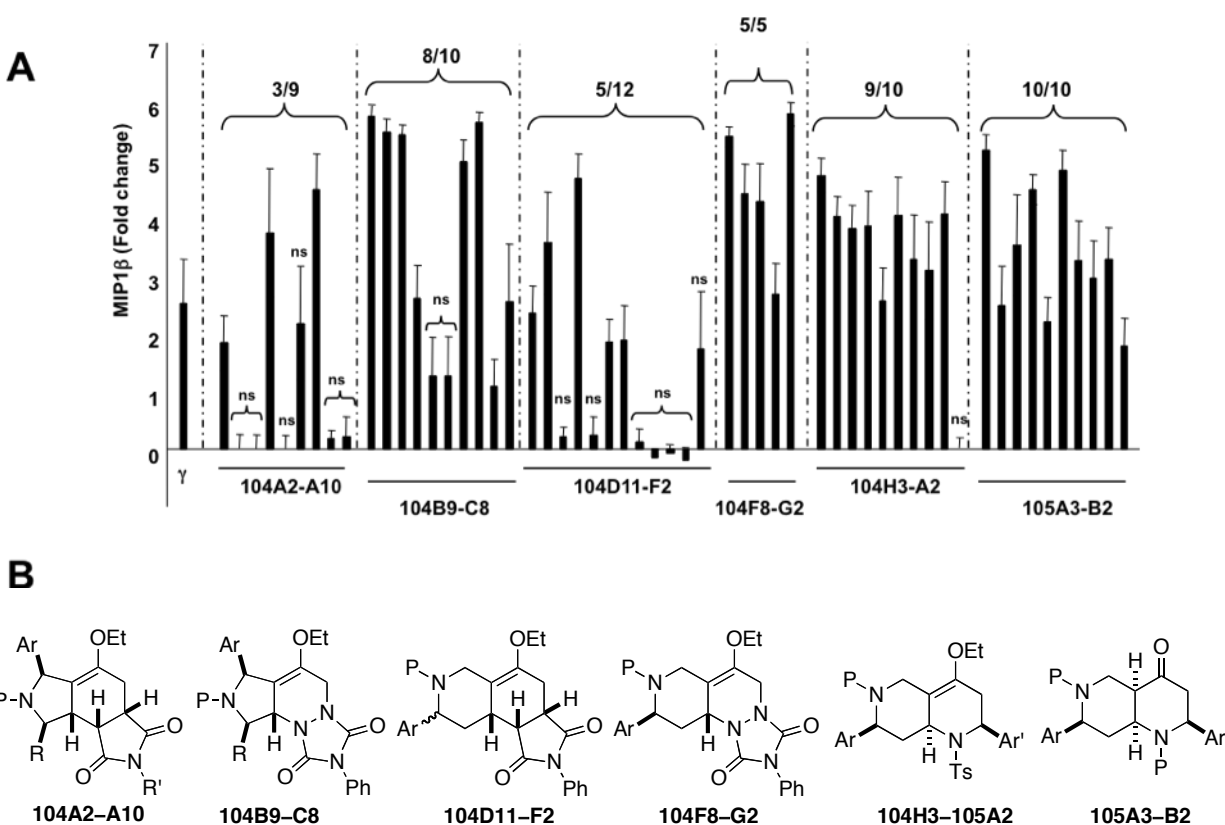 A
5/5
8/10
3/9
5/12
9/10
10/10
MIP1β (Fold change)
7
6
5
4
3
2
1
0
ns
ns
ns
ns
ns
ns
ns
ns
ns
ns
γ
104A2-A10
104B9-C8
104D11-F2
104F8-G2
104H3-A2
105A3-B2
B
Ar
OEt
P
N
R
H
H
H
O
O
N
R'
104A2–A10
Ar
OEt
P
N
R
H
N
N
O
O
N
Ph
104B9–C8
P
N
OEt
Ar
H
H
H
O
O
N
Ph
104D11–F2
P
N
OEt
Ar
H
N
N
O
O
N
Ph
104F8–G2
P
N
OEt
Ar
H
N
Ts
Ar'
104H3–105A2
P
N
H
O
Ar
H
N
P
Ar
105A3–B2